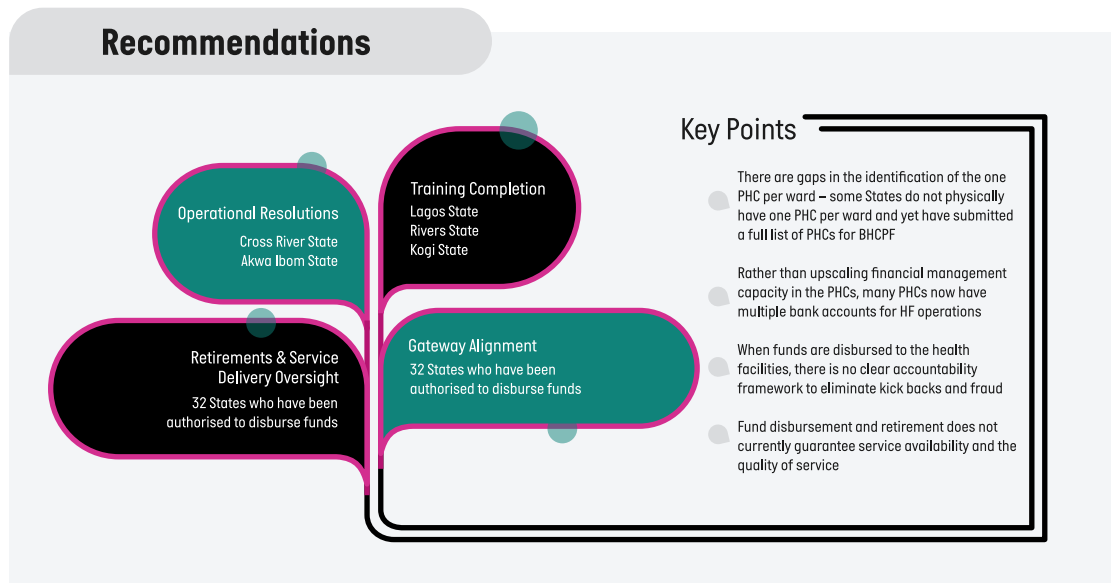 Recommendations
Operational Resolutions
Cross River State
Akwa Ibom State
Training Completion
Lagos State
Rivers State
Kogi State
Retirements & Service
Delivery Oversight
32 States who have been
authorised to disburse funds
Gateway Alignment
32 States who have been
authorised to disburse funds
Key Points
There are gaps in the identification of the one
PHC per ward – some States do not physically
have one PHC per ward and yet have submitted
a full list of PHCs for BHCPF
Rather than upscaling financial management
capacity in the PHCs, many PHCs now have
multiple bank accounts for HF operations
When funds are disbursed to the health
facilities, there is no clear accountability
framework to eliminate kick backs and fraud
Fund disbursement and retirement does not
currently guarantee service availability and the
quality of service